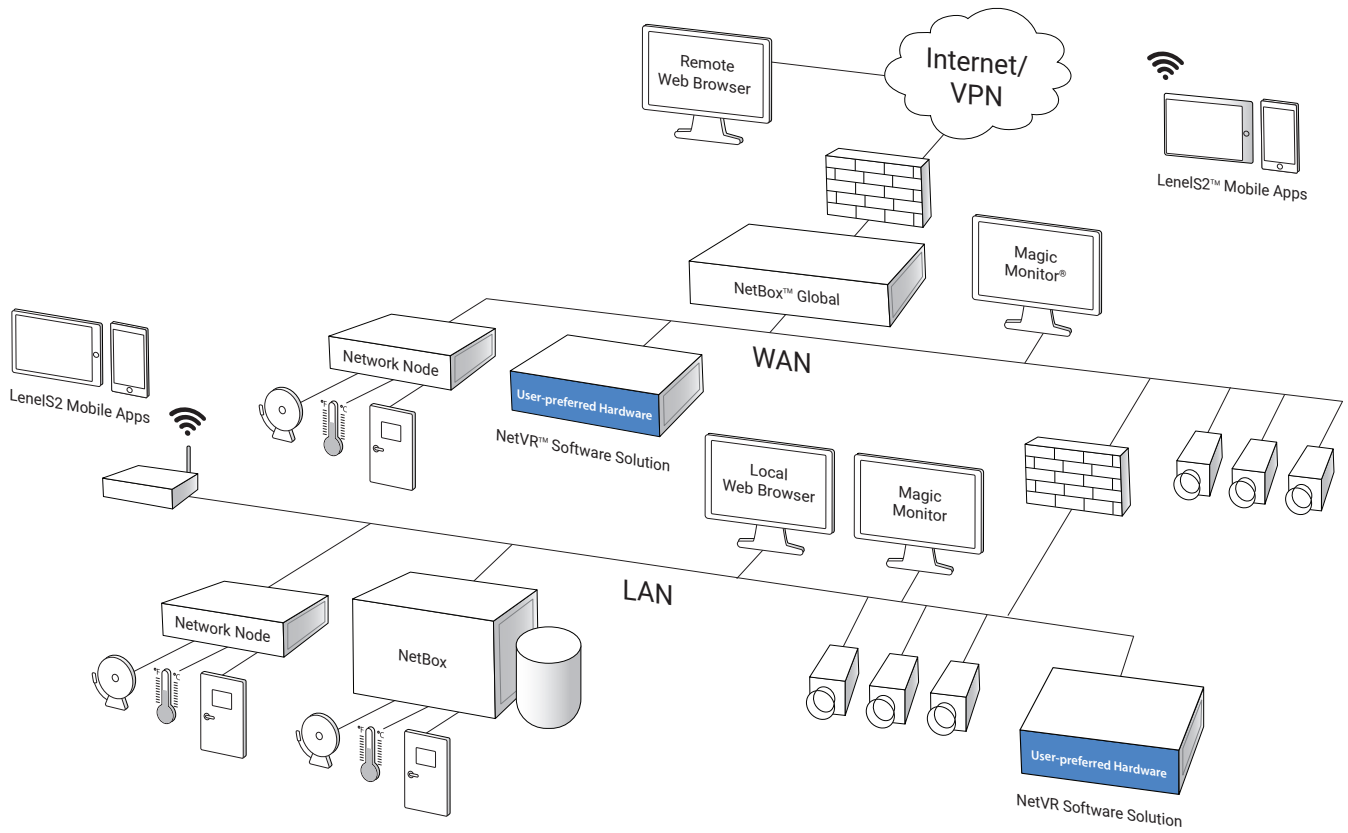 Remote
Web Browser
Internet/
VPN
LenelS2™ Mobile Apps
Magic
Monitor®
NetBox™ Global
WAN
Network Node
°F
°C
User-preferred Hardware
NetVR™ Software Solution
LenelS2 Mobile Apps
Local
Web Browser
Magic
Monitor
LAN
Network Node
°F
°C
NetBox
°F
°C
User-preferred Hardware
NetVR Software Solution